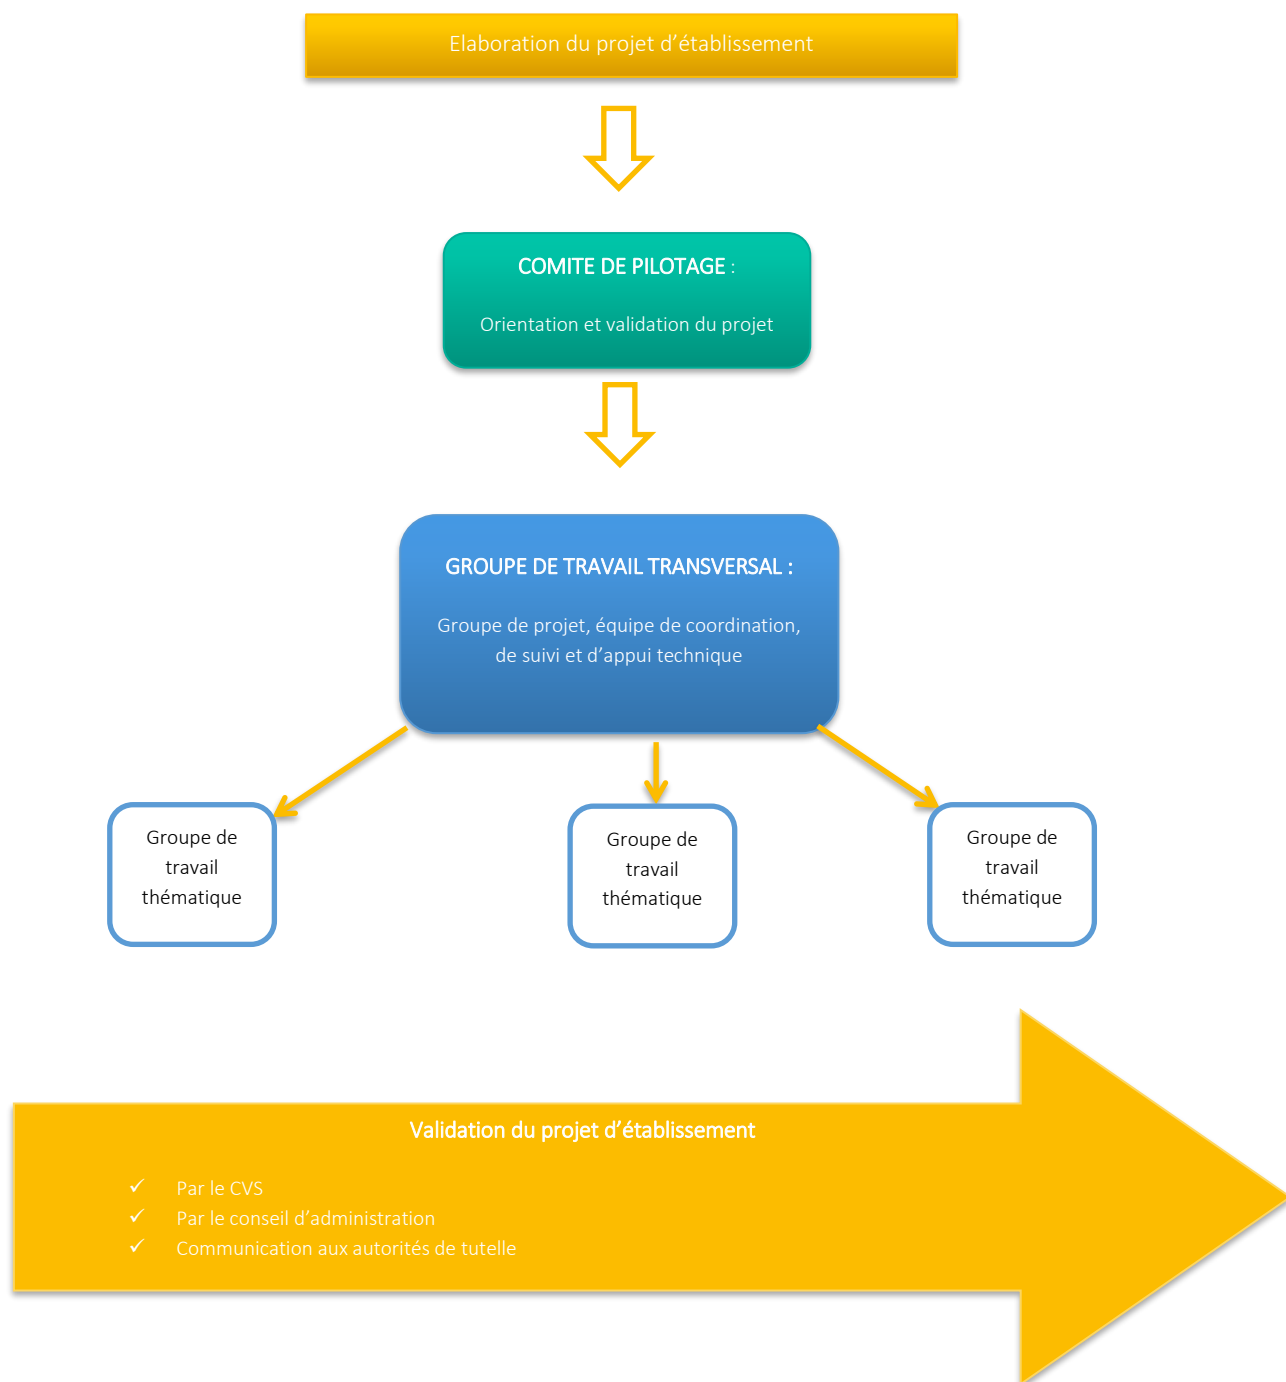 Elaboration du projet d’établissement
COMITE DE PILOTAGE :
Orientation et validation du projet
GROUPE DE TRAVAIL TRANSVERSAL :
Groupe de projet, équipe de coordination,
de suivi et d’appui technique
Groupe de
travail
thématique
Groupe de
travail
thématique
Groupe de
travail
thématique
Validation du projet d’établissement
✓ Par le CVS
✓ Par le conseil d’administration
✓ Communication aux autorités de tutelle